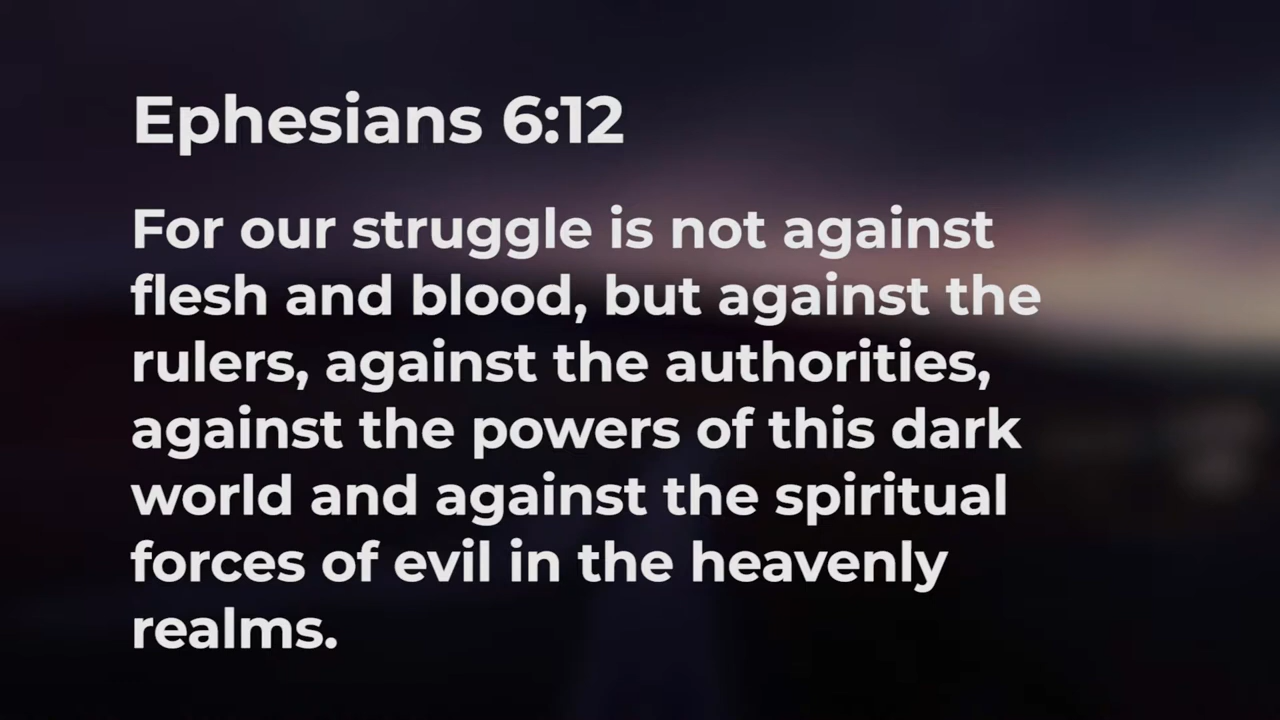 Ephesians 6:12
For our struggle is not against
flesh and blood, but against the
rulers, against the authorities,
against the powers of this dark
world and against the spiritual
forces of evil in the heavenly
realms.